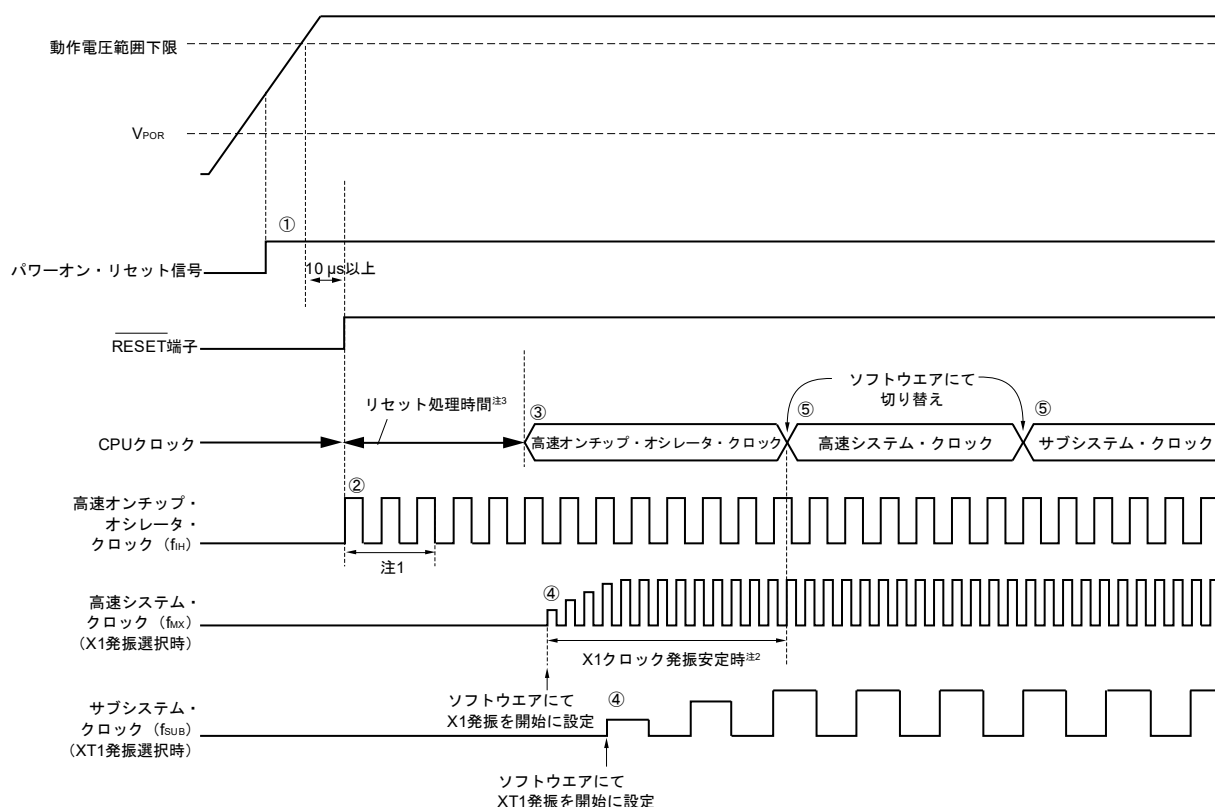 動作電圧範囲下限
VPOR
①
パワーオン・リセット信号
10 μs以上
RESET端子
ソフトウエアにて
切り替え
リセット処理時間注3
③
⑤
⑤
CPUクロック
高速オンチップ・オシレータ・クロック
高速システム・クロック
サブシステム・クロック
②
高速オンチップ・
オシレータ・
クロック（fIH）
注1
④
高速システム・
クロック（fMX）
（X1発振選択時）
X1クロック発振安定時注2
ソフトウエアにて
X1発振を開始に設定
④
サブシステム・
クロック（fSUB）
（XT1発振選択時）
ソフトウエアにて
XT1発振を開始に設定